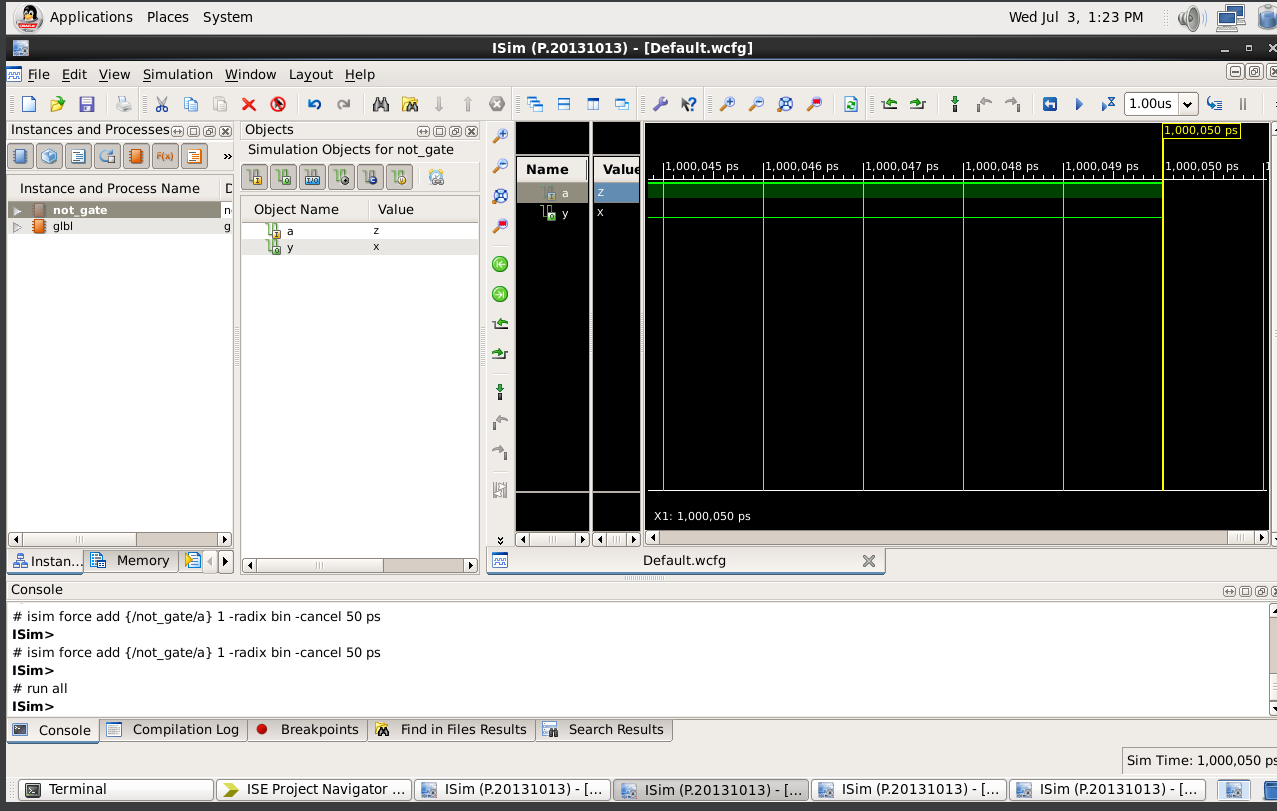 Applications Places System Wed Jul 3, 1:23 PM
ISim (P.20131013) - [Default.wcfg]
File Edit View Simulation Window Layout Help
1.00us
Instances and Processes
Instance and Process Name D
not_gate n
glbl g
Instan... Memory
Objects
Simulation Objects for not_gate
Object Name Value
a z
y x
Name Value
a z
y x
1,000,050 ps
1,000,045 ps 1,000,046 ps 1,000,047 ps 1,000,048 ps 1,000,049 ps 1,000,050 ps
X1: 1,000,050 ps
Default.wcfg
Console
# isim force add {/not_gate/a} 1 -radix bin -cancel 50 ps
ISim>
# isim force add {/not_gate/a} 1 -radix bin -cancel 50 ps
ISim>
# run all
ISim>
Console Compilation Log Breakpoints Find in Files Results Search Results
Sim Time: 1,000,050 ps
Terminal ISE Project Navigator ... ISim (P.20131013) - [... ISim (P.20131013) - [... ISim (P.20131013) - [... ISim (P.20131013) - [...